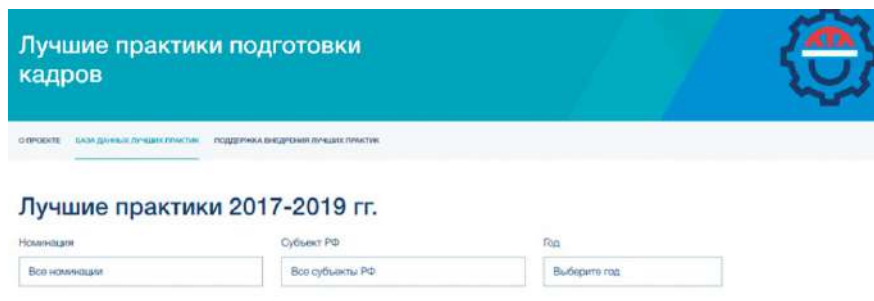 Лучшие практики подготовки
кадров
О ПРОЕКТЕ БАЗА ДАННЫХ ЛУЧШИХ ПРАКТИК ПОДДЕРЖКА ВНЕДРЕНИЯ ЛУЧШИХ ПРАКТИК
Лучшие практики 2017-2019 гг.
Номинация Субъект РФ Год
Все номинации Все субъекты РФ Выберите год